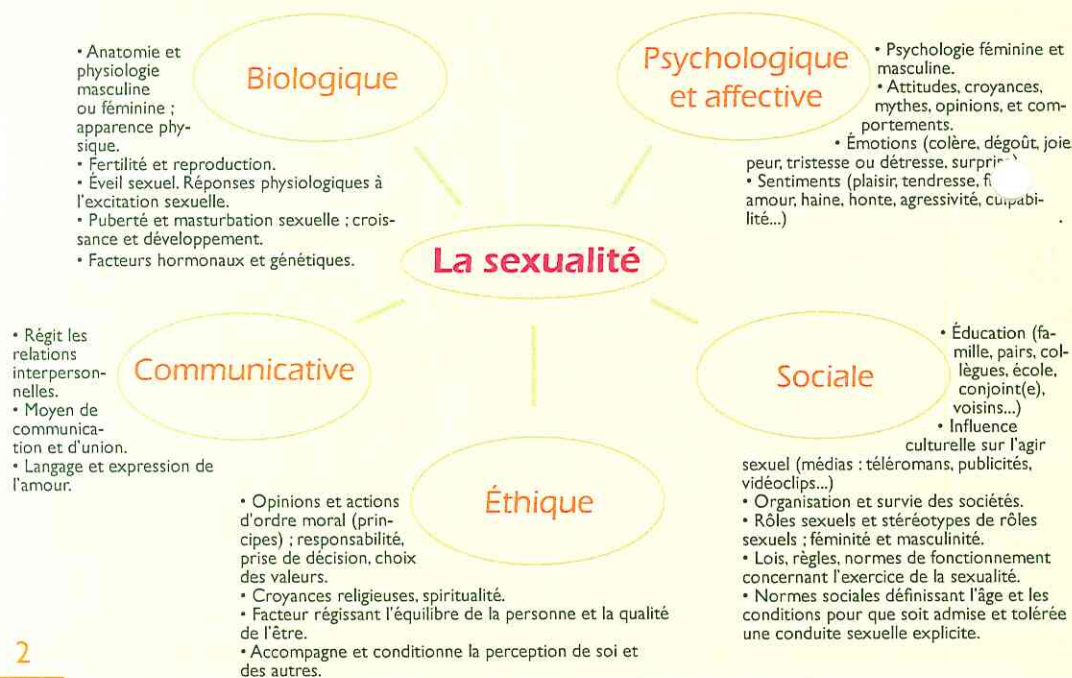 Biologique
• Anatomie et
physiologie
masculine
ou féminine ;
apparence phy-
sique.
• Fertilité et reproduction.
• Éveil sexuel. Réponses physiologiques à
l'excitation sexuelle.
• Puberté et masturbation sexuelle ; crois-
sance et développement.
• Facteurs hormonaux et génétiques.
Psychologique
et affective
• Psychologie féminine et
masculine.
• Attitudes, croyances,
mythes, opinions, et com-
portements.
• Émotions (colère, dégoût, joie
peur, tristesse ou détresse,
• Sentiments (plaisir, tendresse,
amour, haine, honte, agressivité, culpabi-
lité...)
La sexualité
Communicative
• Régit les
relations
interperson-
nelles.
• Moyen de
communica-
tion et d'union.
• Langage et expression de
l'amour.
Éthique
• Opinions et actions
d'ordre moral (prin-
cipes) ; responsabilité,
prise de décision, choix
des valeurs.
• Croyances religieuses, spiritualité.
• Facteur régissant l'équilibre de la personne et la qualité
de l'être.
• Accompagne et conditionne la perception de soi et
des autres.
Sociale
• Éducation (fa-
mille, pairs, col-
lègues, école,
conjoint(e),
voisins...)
• Influence
culturelle sur l'agir
sexuel (médias : téléromans, publicités,
vidéoclips...)
• Organisation et survie des sociétés.
• Rôles sexuels et stéréotypes de rôles
sexuels ; féminité et masculinité.
• Lois, règles, normes de fonctionnement
concernant l'exercice de la sexualité.
• Normes sociales définissant l'âge et les
conditions pour que soit admise et tolérée
une conduite sexuelle explicite.
2